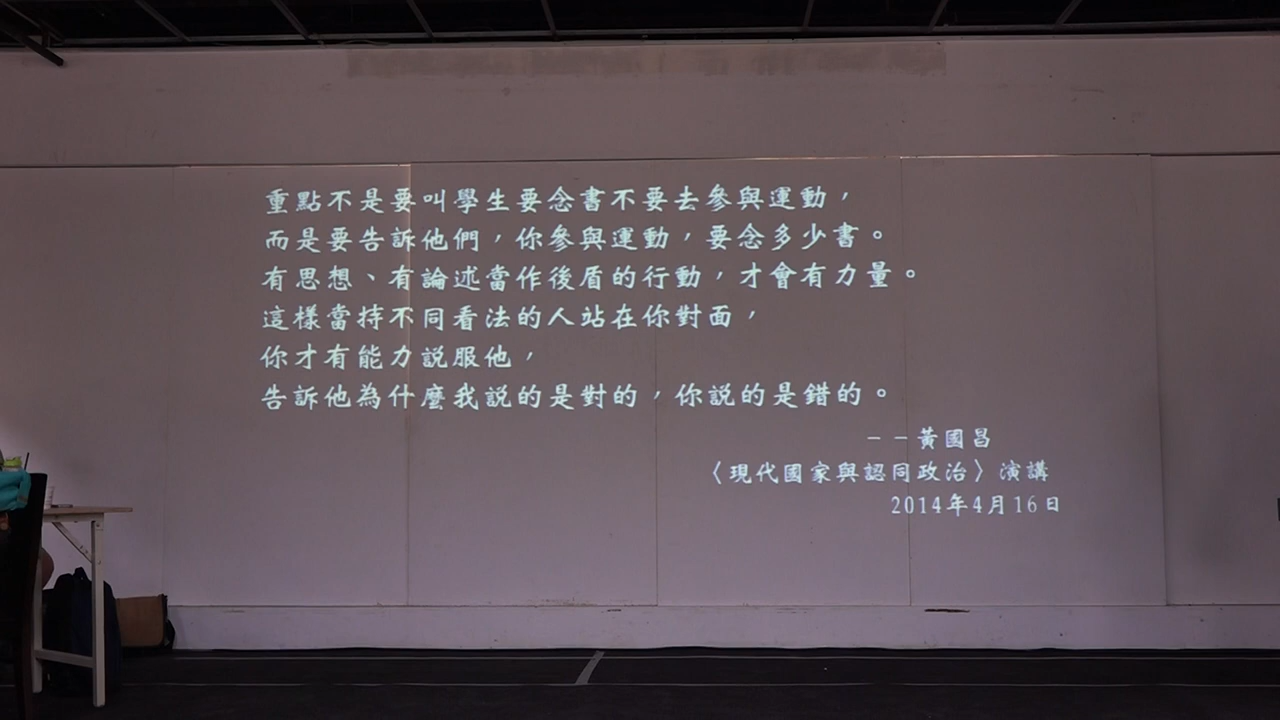 重點不是要叫學生要念書不要去參與運動，
而是要告訴他們，你參與運動，要念多少書。
有思想、有論述當作後盾的行動，才會有力量。
這樣當持不同看法的人站在你對面，
你才有能力說服他，
告訴他為什麼我說的是對的，你說的是錯的。
－－黃國昌
〈現代國家與認同政治〉演講
2014年4月16日